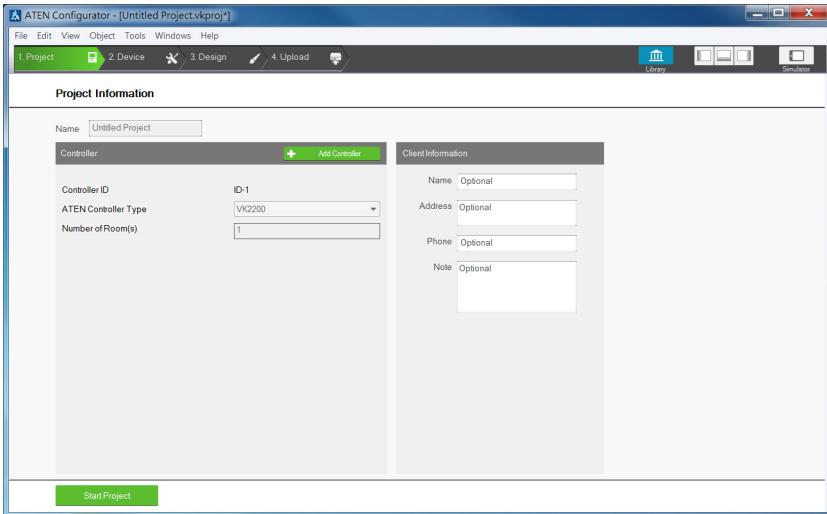 ATEN Configurator - [Untitled Project.vkproj*]
File Edit View Object Tools Windows Help
1. Project 2. Device 3. Design 4. Upload Library Simulator
Project Information
Name Untitled Project
Controller Add Controller Client Information
Name Optional
Controller ID ID-1
ATEN Controller Type VK2200 Address Optional
Number of Room(s) 1
Phone Optional
Note Optional
Start Project